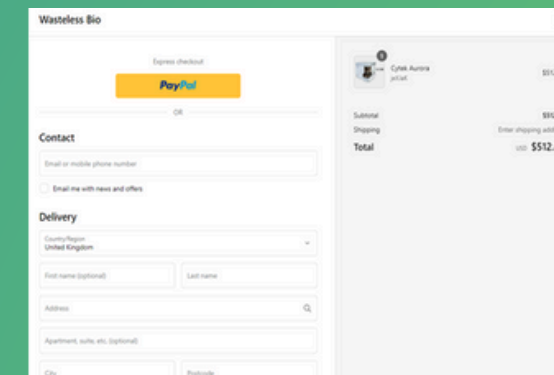 Wasteless Bio
Express checkout
PayPal
OR
Contact
Email or mobile phone number
Email me with news and offers
Delivery
Country/Region
United Kingdom
First name (optional)
Last name
Address
Apartment, suite, etc. (optional)
City
Postcode
1
Cytek Aurora
Subtotal
Shipping
Enter shipping add
Total
USD $512.